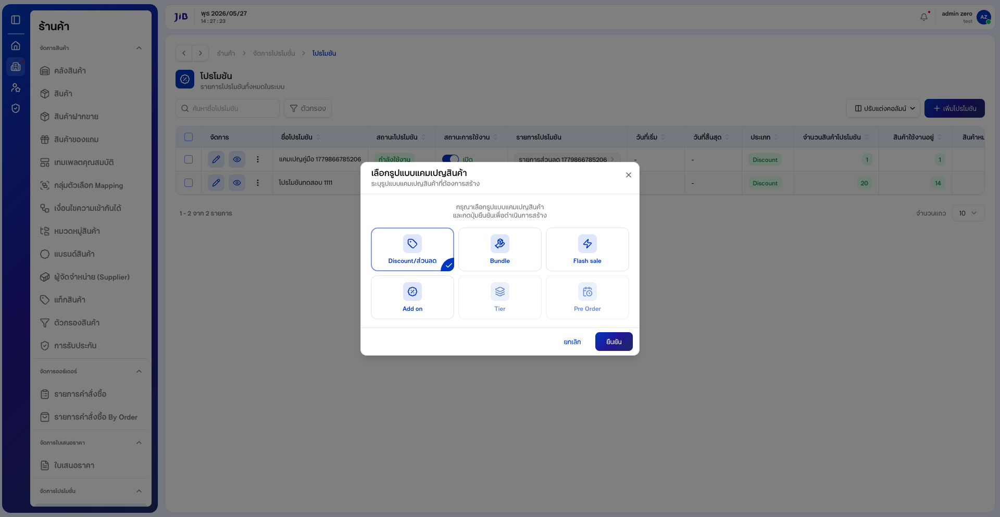 ร้านค้า
จัดการสินค้า
คลังสินค้า
สินค้า
สินค้าฝากขาย
สินค้าของแถม
เทมเพลตคุณสมบัติ
กลุ่มตัวเลือก Mapping
เงื่อนไขความเข้ากันได้
หมวดหมู่สินค้า
แบรนด์สินค้า
ผู้จัดจำหน่าย (Supplier)
แท็กสินค้า
ตัวกรองสินค้า
การรับประกัน
จัดการออร์เดอร์
รายการคำสั่งซื้อ
รายการคำสั่งซื้อ By Order
จัดการใบเสนอราคา
ใบเสนอราคา
จัดการโปรโมชั่น
JIB
พุธ 2026/05/27
14 : 27 : 23
admin zero
test
AZ
ร้านค้า > จัดการโปรโมชั่น > โปรโมชัน
โปรโมชัน
รายการโปรโมชันทั้งหมดในระบบ
ค้นหาชื่อโปรโมชัน
ตัวกรอง
ปรับแต่งคอลัมน์
+ เพิ่มโปรโมชัน
จัดการ ชื่อโปรโมชัน สถานะโปรโมชัน สถานะการใช้งาน รายการโปรโมชัน วันที่เริ่ม วันที่สิ้นสุด ประเภท จำนวนสินค้าโปรโมชัน สินค้าใช้งานอยู่ สินค้าหม
แคมเปญคู่มือ 1779866785206 กำลังใช้งาน เปิด รายการส่วนลด 1779866785206 - - Discount 1 1
โปรโมชันทดสอบ 1111 - Discount 20 14
1 - 2 จาก 2 รายการ
จำนวนแถว 10
เลือกรูปแบบแคมเปญสินค้า
ระบุรูปแบบแคมเปญสินค้าที่ต้องการสร้าง
กรุณาเลือกรูปแบบแคมเปญสินค้า
และกดปุ่มยืนยันเพื่อดำเนินการสร้าง
Discount/ส่วนลด
Bundle
Flash sale
Add on
Tier
Pre Order
ยกเลิก
ยืนยัน